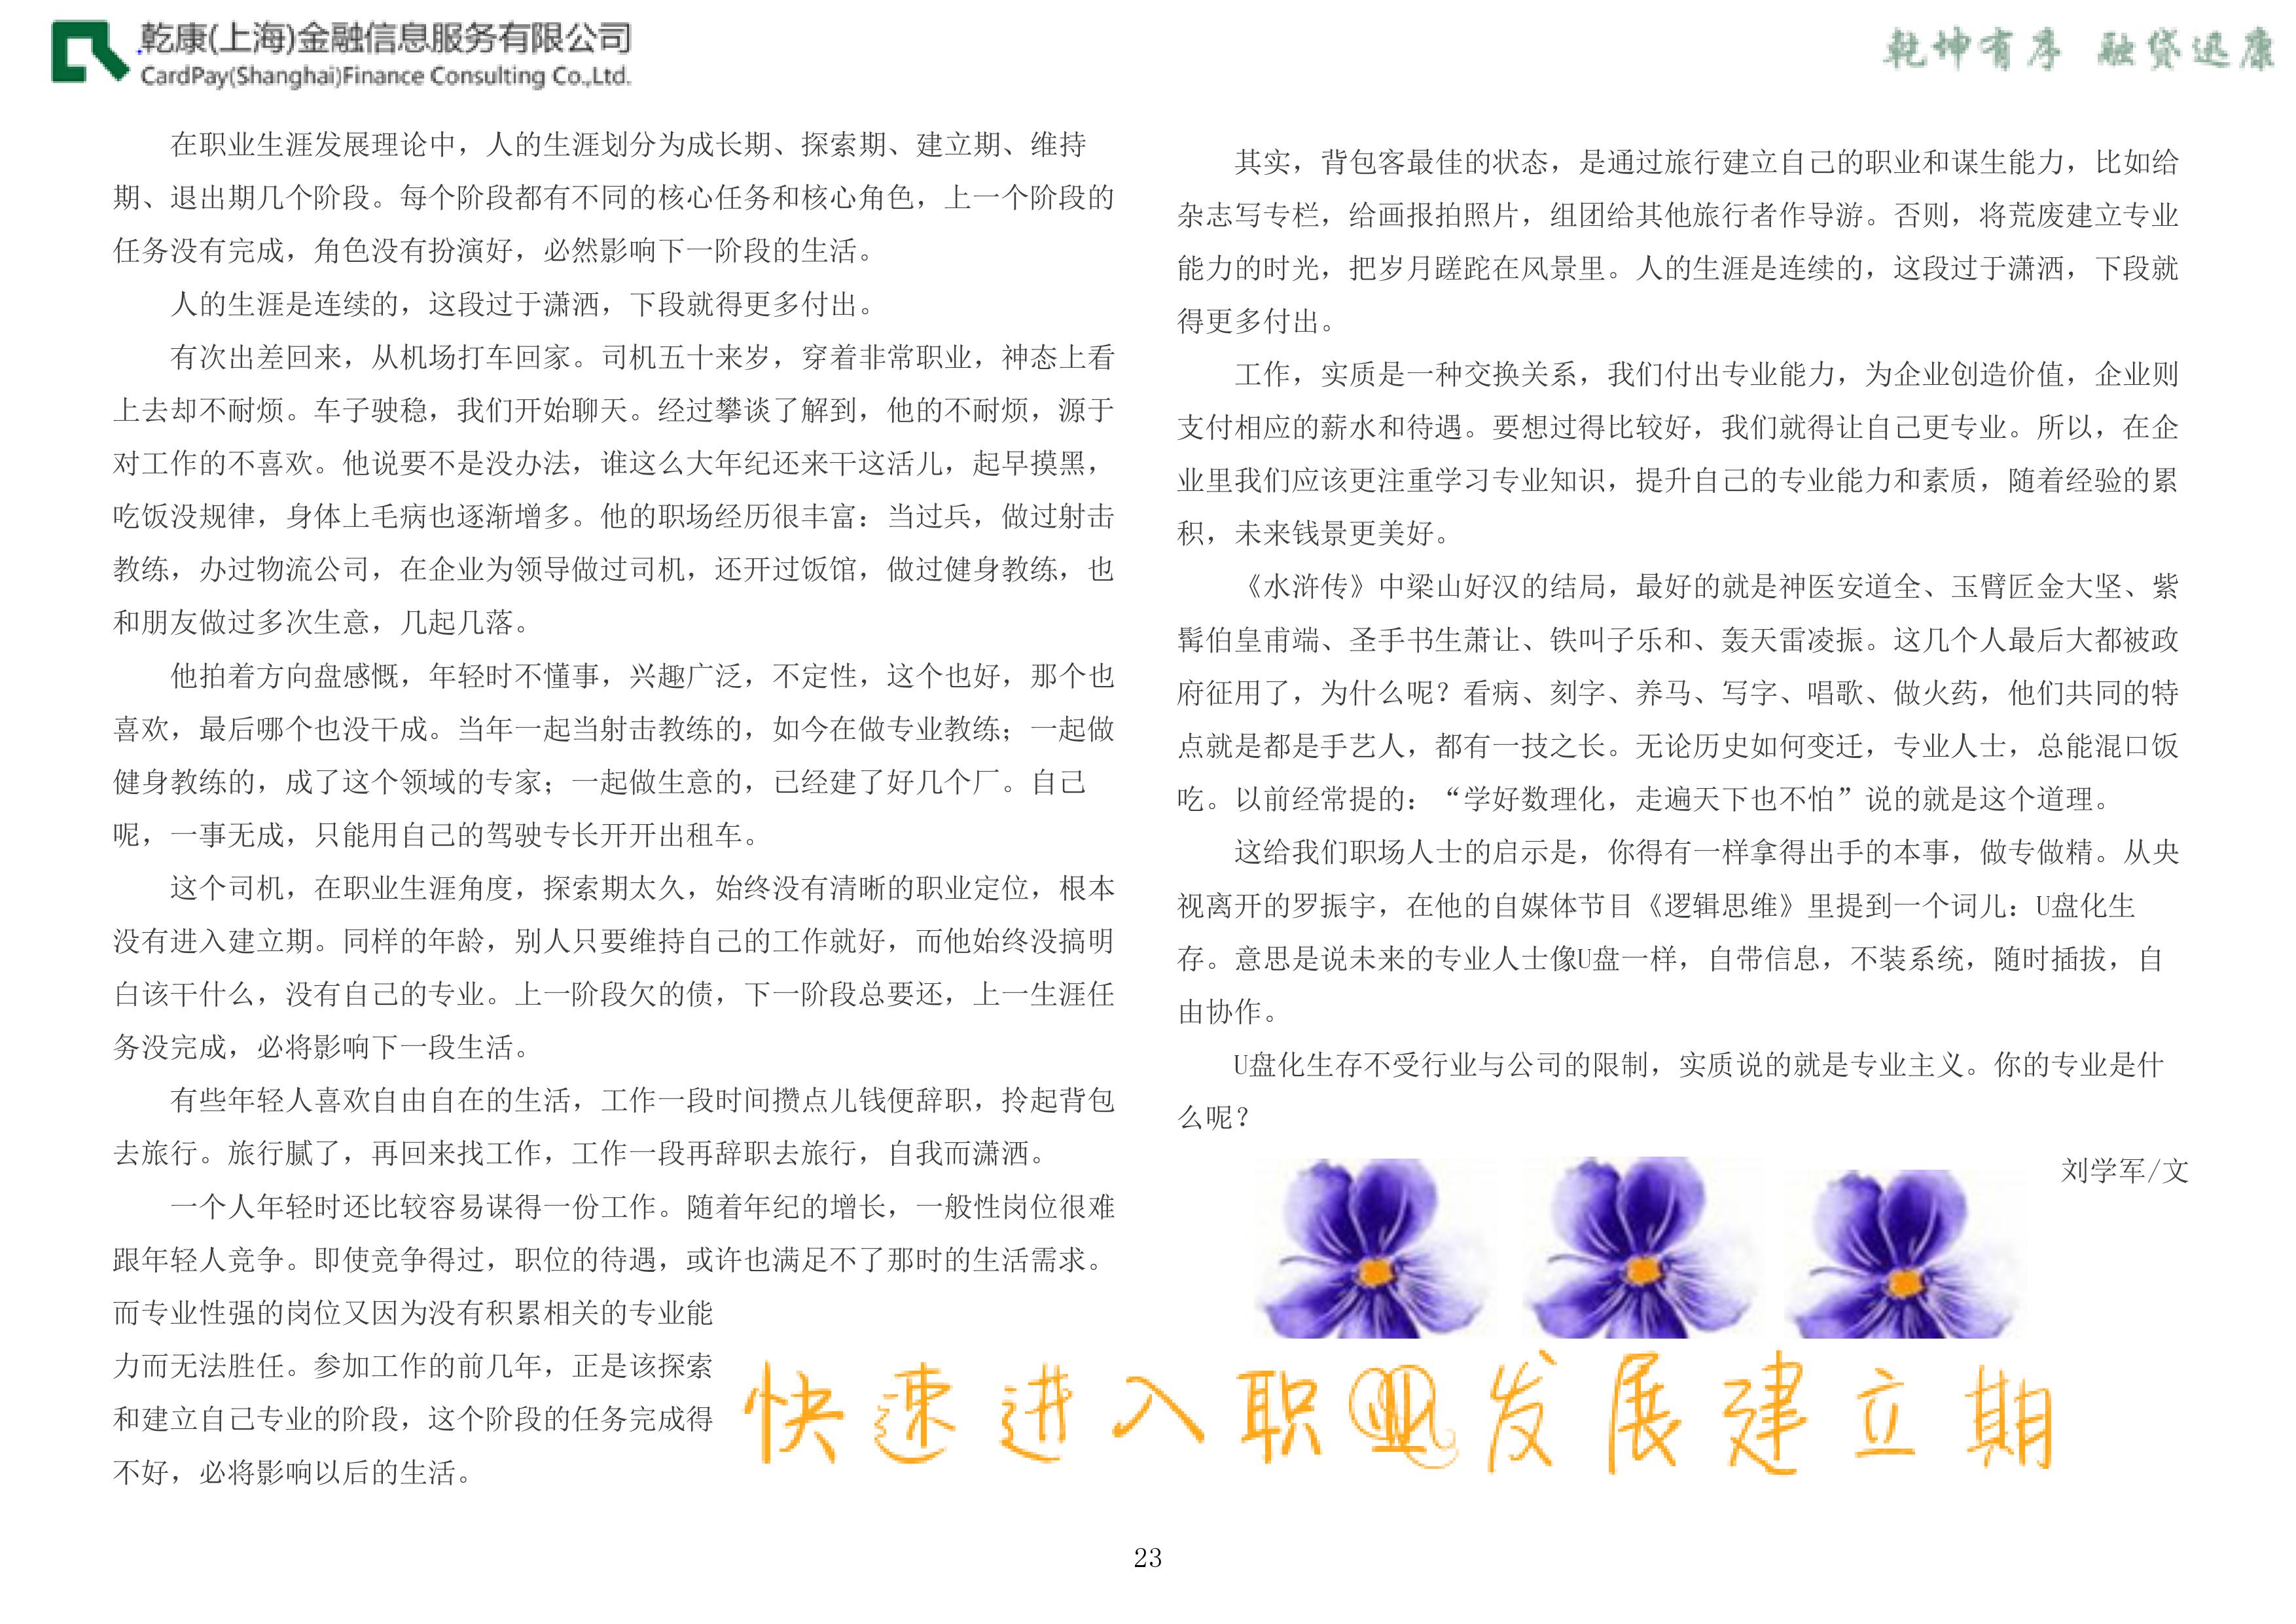 乾康(上海)金融信息服务有限公司
CardPay(Shanghai)Finance Consulting Co.,Ltd.
乾坤有序 融贷迅康
在职业生涯发展理论中，人的生涯划分为成长期、探索期、建立期、维持
期、退出期几个阶段。每个阶段都有不同的核心任务和核心角色，上一个阶段的
任务没有完成，角色没有扮演好，必然影响下一阶段的生活。
人的生涯是连续的，这段过于潇洒，下段就得更多付出。
有次出差回来，从机场打车回家。司机五十来岁，穿着非常职业，神态上看
上去却不耐烦。车子驶稳，我们开始聊天。经过攀谈了解到，他的不耐烦，源于
对工作的不喜欢。他说要不是没办法，谁这么大年纪还来干这活儿，起早摸黑，
吃饭没规律，身体上毛病也逐渐增多。他的职场经历很丰富：当过兵，做过射击
教练，办过物流公司，在企业为领导做过司机，还开过饭馆，做过健身教练，也
和朋友做过多次生意，几起几落。
他拍着方向盘感慨，年轻时不懂事，兴趣广泛，不定性，这个也好，那个也
喜欢，最后哪个也没干成。当年一起当射击教练的，如今在做专业教练；一起做
健身教练的，成了这个领域的专家；一起做生意的，已经建了好几个厂。自己
呢，一事无成，只能用自己的驾驶专长开开出租车。
这个司机，在职业生涯角度，探索期太久，始终没有清晰的职业定位，根本
没有进入建立期。同样的年龄，别人只要维持自己的工作就好，而他始终没搞明
白该干什么，没有自己的专业。上一阶段欠的债，下一阶段总要还，上一生涯任
务没完成，必将影响下一段生活。
有些年轻人喜欢自由自在的生活，工作一段时间攒点儿钱便辞职，拎起背包
去旅行。旅行腻了，再回来找工作，工作一段再辞职去旅行，自我而潇洒。
一个人年轻时还比较容易谋得一份工作。随着年纪的增长，一般性岗位很难
跟年轻人竞争。即使竞争得过，职位的待遇，或许也满足不了那时的生活需求。
而专业性强的岗位又因为没有积累相关的专业能
力而无法胜任。参加工作的前几年，正是该探索
和建立自己专业的阶段，这个阶段的任务完成得
不好，必将影响以后的生活。
其实，背包客最佳的状态，是通过旅行建立自己的职业和谋生能力，比如给
杂志写专栏，给画报拍照片，组团给其他旅行者作导游。否则，将荒废建立专业
能力的时光，把岁月蹉跎在风景里。人的生涯是连续的，这段过于潇洒，下段就
得更多付出。
工作，实质是一种交换关系，我们付出专业能力，为企业创造价值，企业则
支付相应的薪水和待遇。要想过得比较好，我们就得让自己更专业。所以，在企
业里我们应该更注重学习专业知识，提升自己的专业能力和素质，随着经验的累
积，未来钱景更美好。
《水浒传》中梁山好汉的结局，最好的就是神医安道全、玉臂匠金大坚、紫
髯伯皇甫端、圣手书生萧让、铁叫子乐和、轰天雷凌振。这几个人最后大都被政
府征用了，为什么呢？看病、刻字、养马、写字、唱歌、做火药，他们共同的特
点就是都是手艺人，都有一技之长。无论历史如何变迁，专业人士，总能混口饭
吃。以前经常提的：“学好数理化，走遍天下也不怕”说的就是这个道理。
这给我们职场人士的启示是，你得有一样拿得出手的本事，做专做精。从央
视离开的罗振宇，在他的自媒体节目《逻辑思维》里提到一个词儿：U盘化生
存。意思是说未来的专业人士像U盘一样，自带信息，不装系统，随时插拔，自
由协作。
U盘化生存不受行业与公司的限制，实质说的就是专业主义。你的专业是什
么呢？
刘学军/文
快速进入职业发展建立期
23